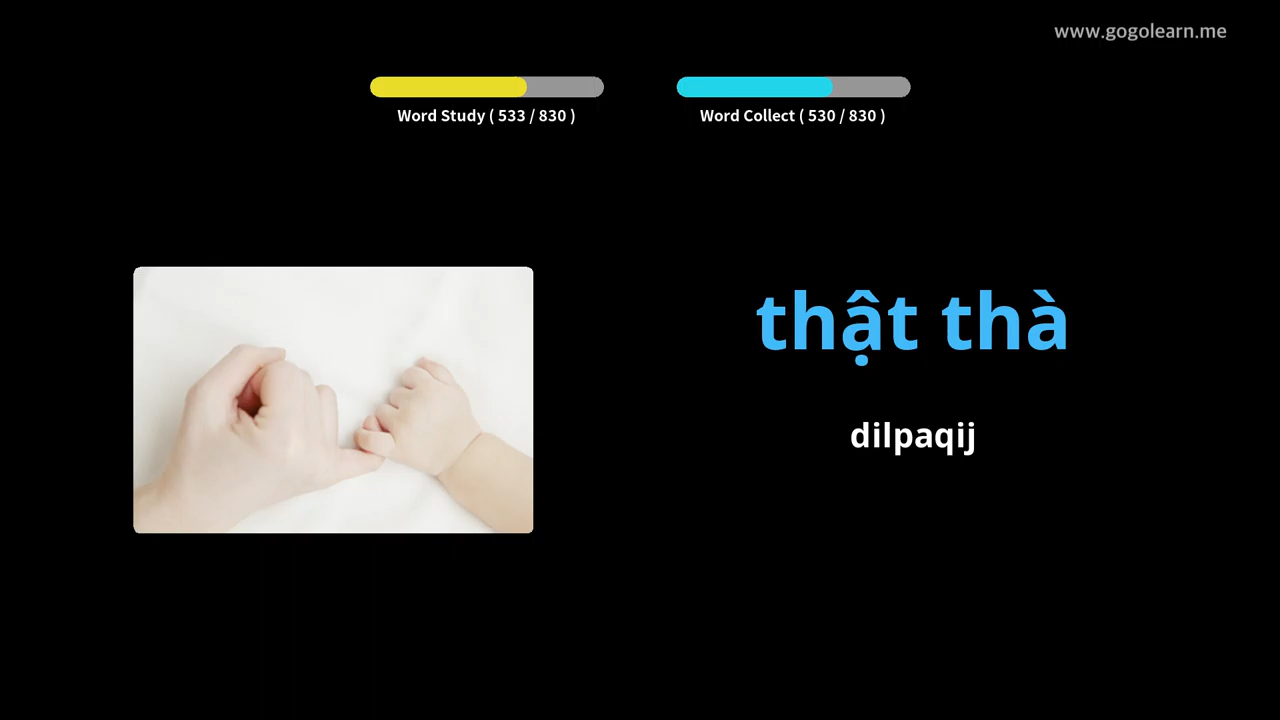 www.gogolearn.me
Word Study ( 533 / 830 )
Word Collect ( 530 / 830 )
thật thà
dilpaqij